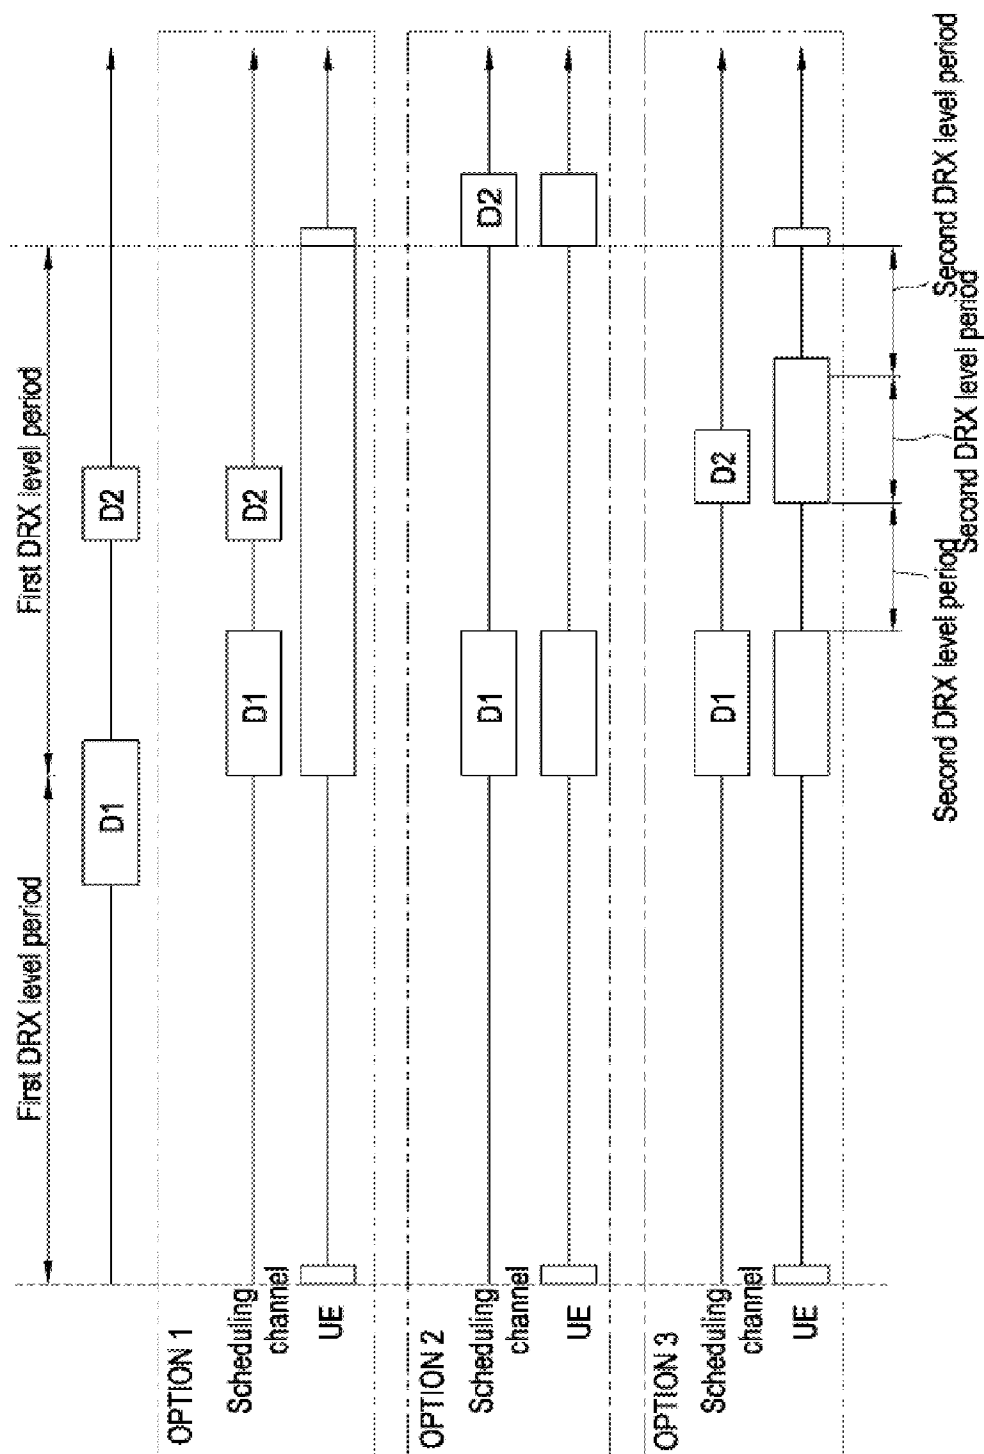 First DRX level period
First DRX level period
D1
D2
OPTION 1
Scheduling
channel
D1
D2
UE
OPTION 2
Scheduling
channel
D1
D2
UE
OPTION 3
Scheduling
channel
D1
D2
UE
Second DRX level period
Second DRX level period
Second DRX level period